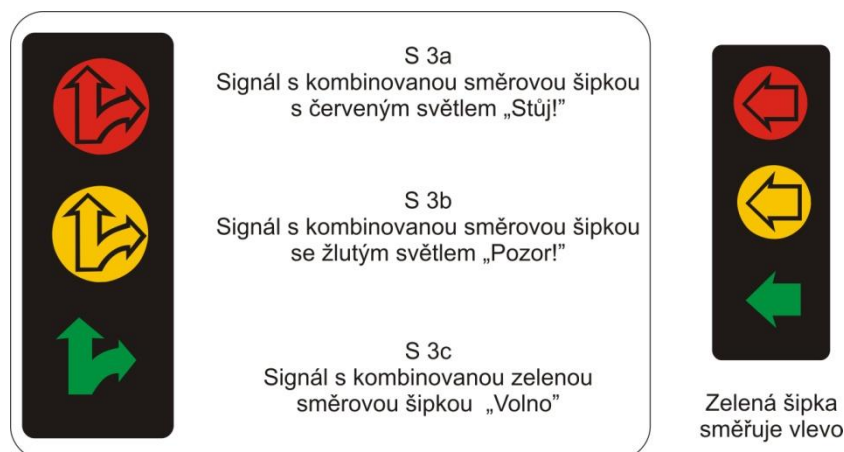 S 3a
Signál s kombinovanou směrovou šipkou
s červeným světlem „Stůj!”
S 3b
Signál s kombinovanou směrovou šipkou
se žlutým světlem „Pozor!”
S 3c
Signál s kombinovanou zelenou
směrovou šipkou „Volno”
Zelená šipka
směřuje vlevo